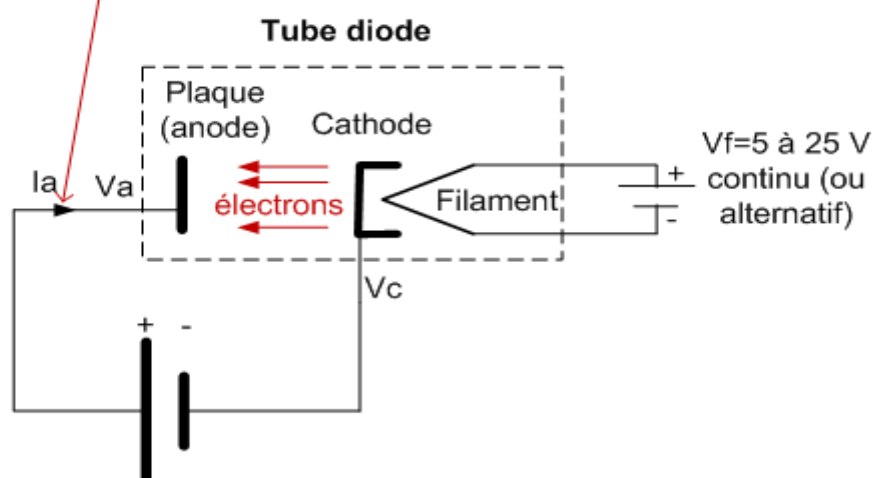 Tube diode
Plaque
(anode)
Cathode
Vf=5 à 25 V
continu (ou
alternatif)
+
-
Ia
Va
électrons
Filament
Vc
+ -